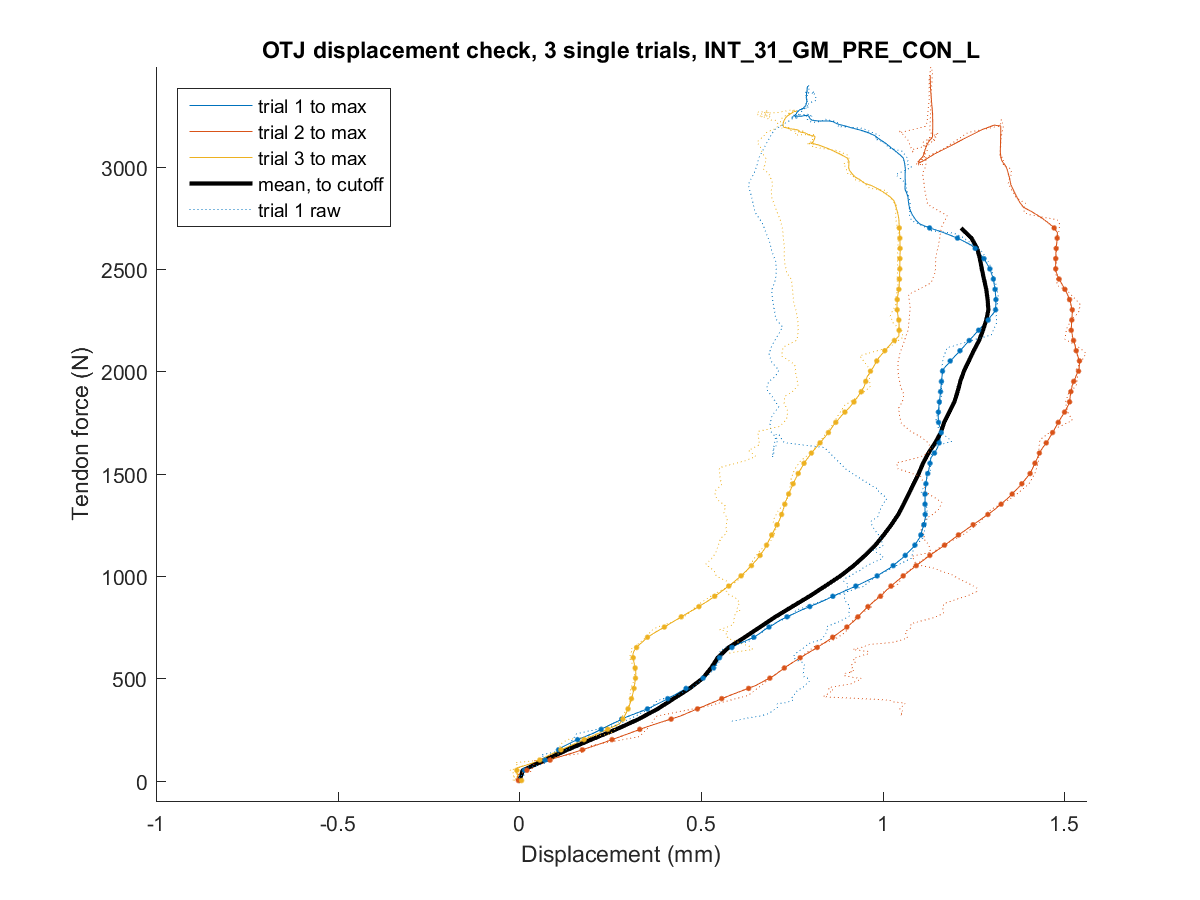 OTJ displacement check, 3 single trials, INT_31_GM_PRE_CON_L
trial 1 to max
trial 2 to max
trial 3 to max
mean, to cutoff
trial 1 raw
3000
2500
2000
1500
1000
500
0
Tendon force (N)
-1
-0.5
0
0.5
1
1.5
Displacement (mm)